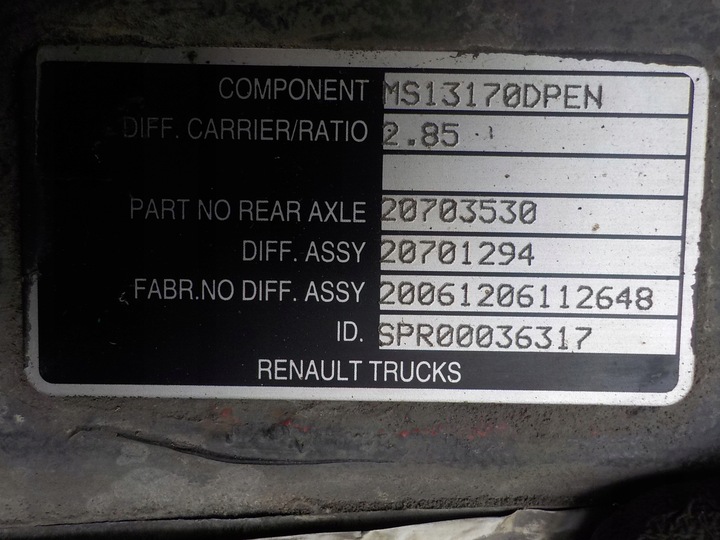 COMPONENT MS13170DPEN
DIFF. CARRIER/RATIO 2.85
PART NO REAR AXLE 20703530
DIFF. ASSY 20701294
FABR.NO DIFF. ASSY 20061206112648
ID. SPR00036317
RENAULT TRUCKS